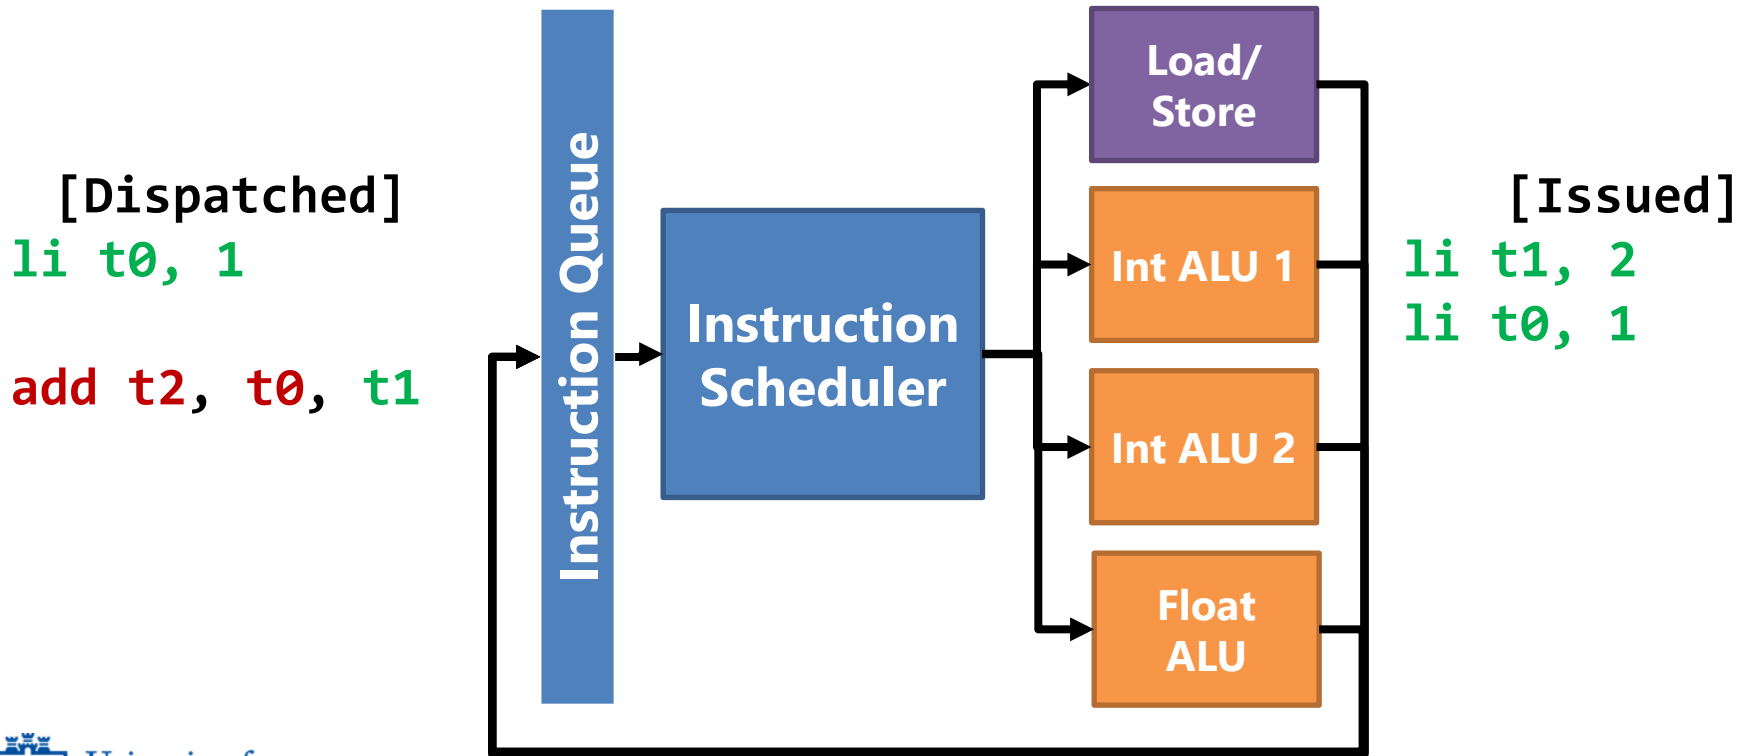 [Dispatched]
li t0, 1
add t2, t0, t1
Instruction Queue
Instruction
Scheduler
Load/
Store
Int ALU 1
Int ALU 2
Float
ALU
[Issued]
li t1, 2
li t0, 1